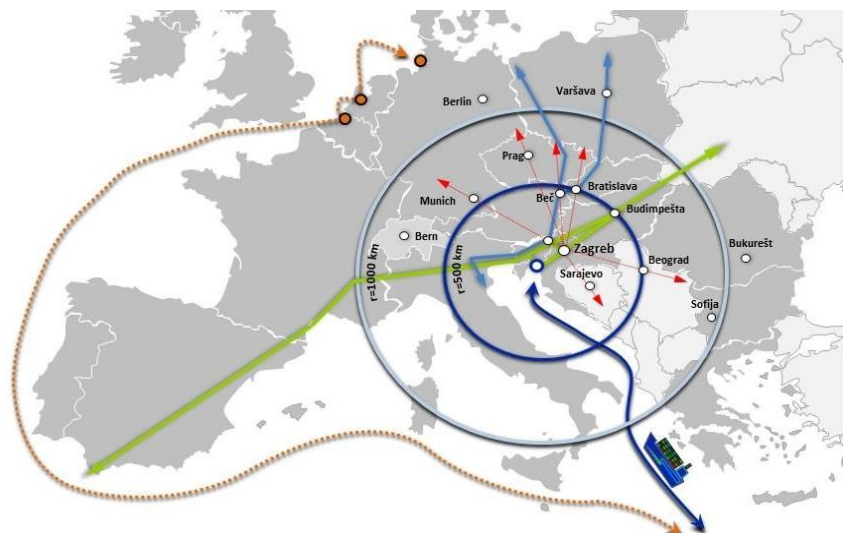 Varšava
Berlin
Prag
Bratislava
Munich
Beč
Budimpešta
Bern
Zagreb
Bukurešt
Beograd
r=1000 km
r=500 km
Sarajevo
Sofija